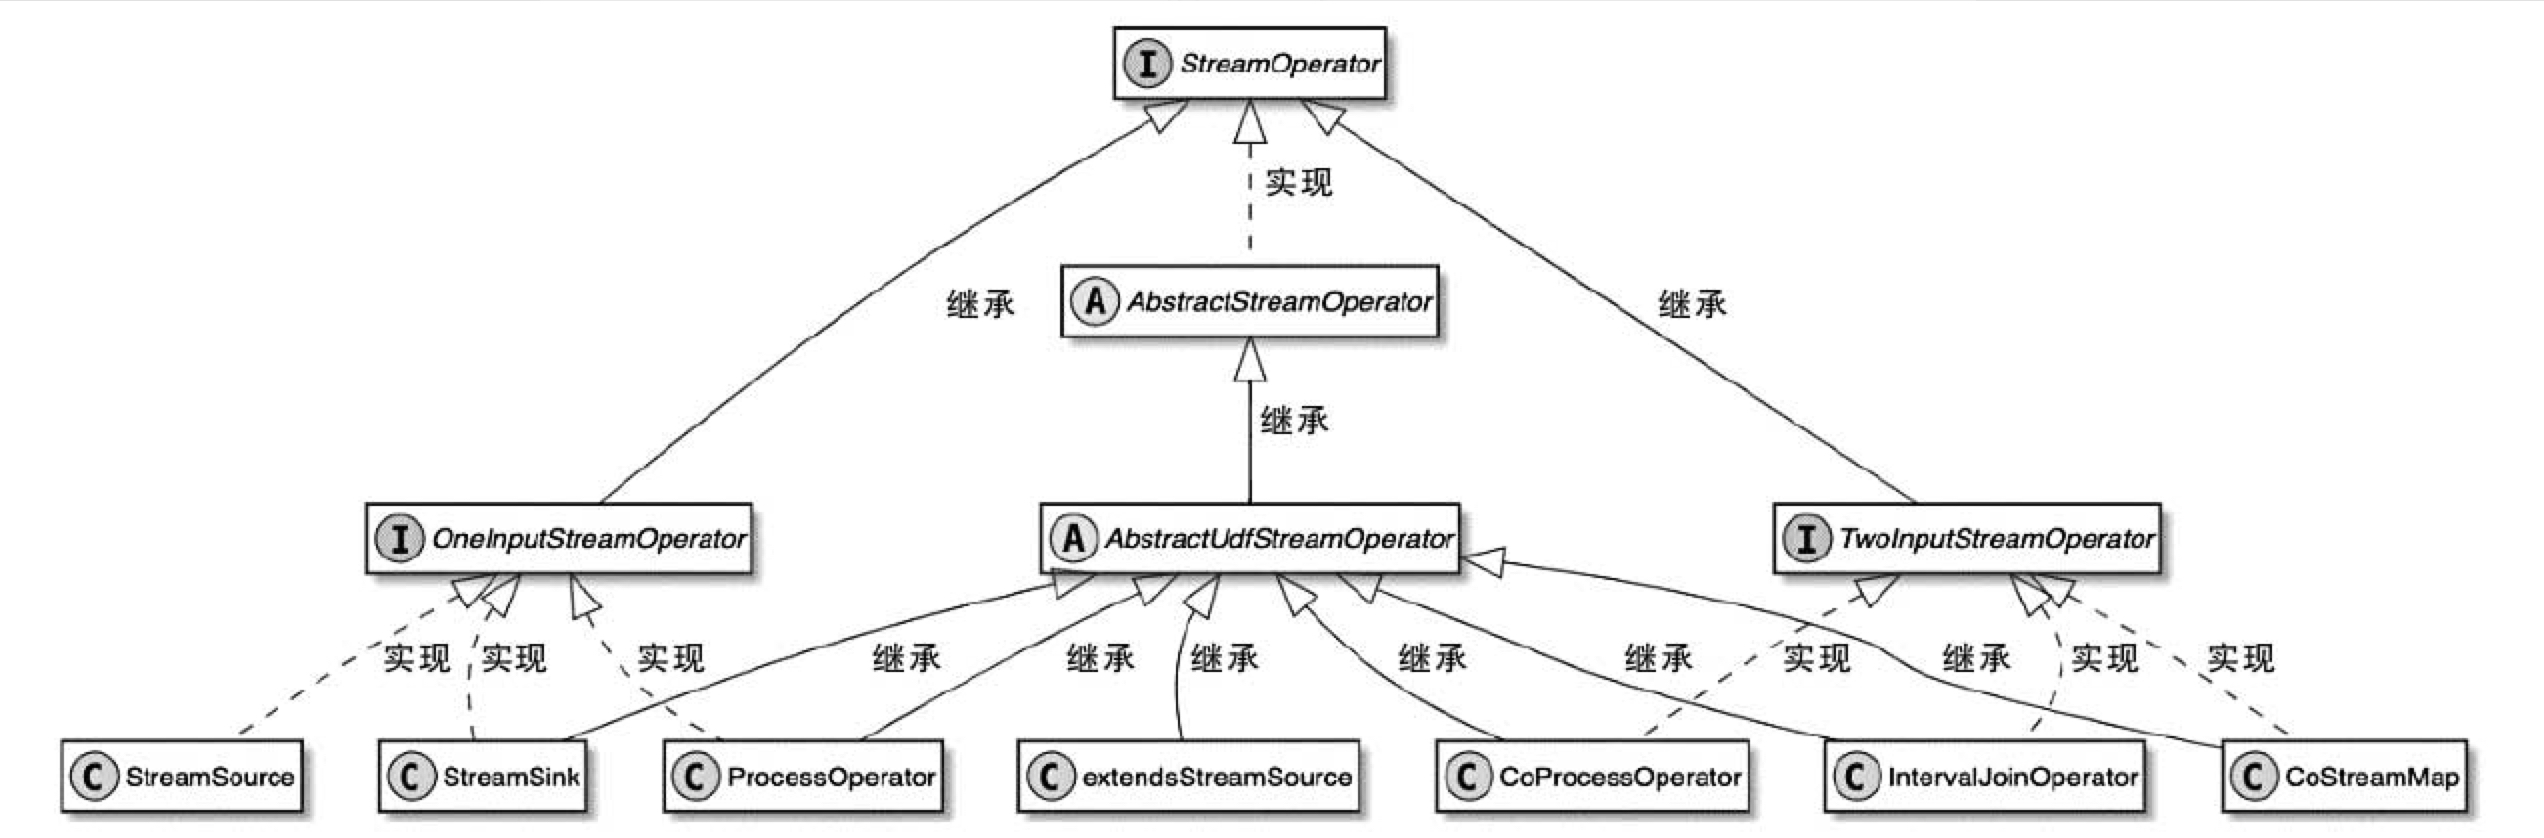 I StreamOperator
实现
继承
A AbstractStreamOperator
继承
继承
I OneInputStreamOperator
A AbstractUdfStreamOperator
I TwoInputStreamOperator
实现 实现 实现 继承 继承 继承 继承 继承 实现 继承 实现 实现
C StreamSource
C StreamSink
C ProcessOperator
C extendsStreamSource
C CoProcessOperator
C IntervalJoinOperator
C CoStreamMap